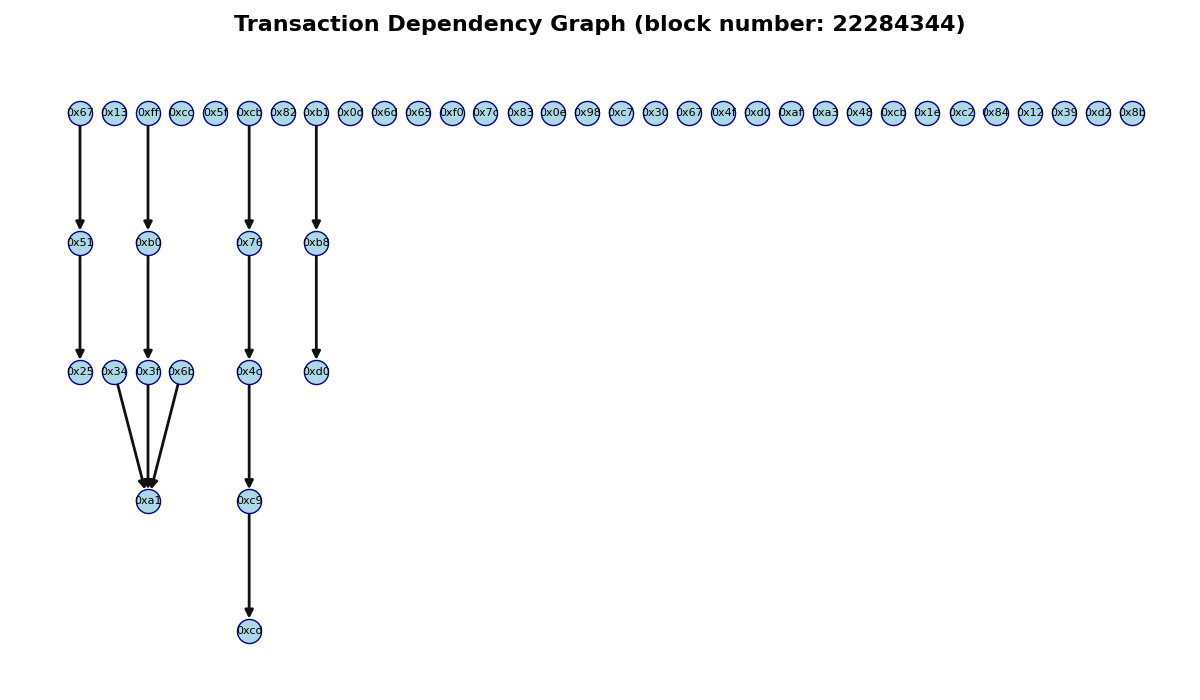 Transaction Dependency Graph (block number: 22284344)
0x67 0x13 0xff 0xcc 0x5f 0xcb 0x82 0xb1 0x0d 0x6d 0x65 0xf0 0x7c 0x83 0x0e 0x98 0xc7 0x30 0x67 0x4f 0xd0 0xaf 0xa3 0x48 0xcb 0x1e 0xc2 0x84 0x12 0x39 0xd2 0x8b
0x51 0xb0 0x76 0xb8
0x25 0x34 0x3f 0x6b 0x4c 0xd0
0xa1 0xc9
0xcd